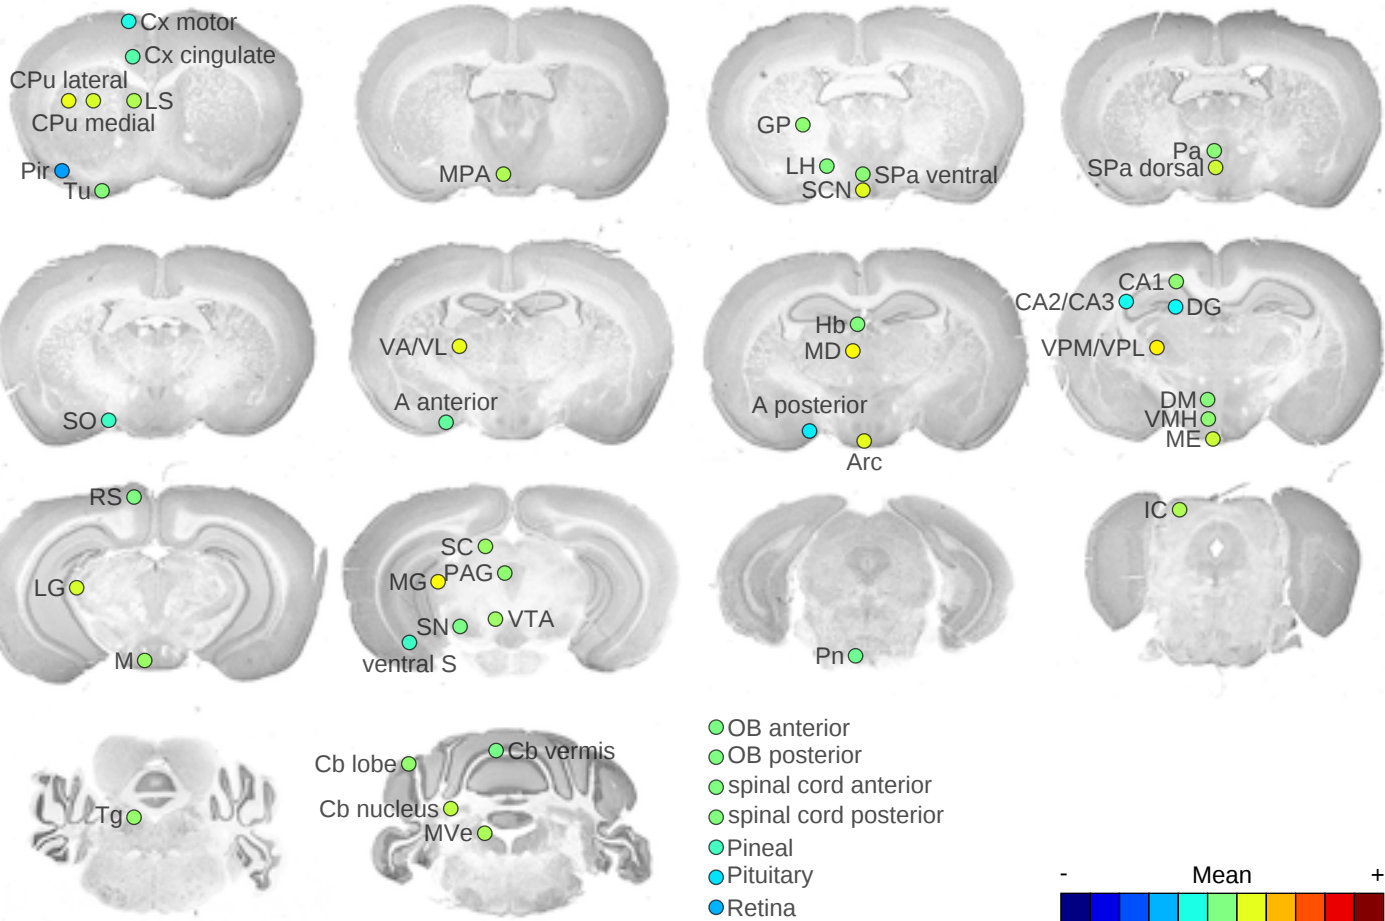 Cx motor
Cx cingulate
CPu lateral
LS
CPu medial
Pir
Tu
MPA
GP
LH
SPa ventral
SCN
Pa
SPa dorsal
SO
VA/VL
A anterior
Hb
MD
A posterior
Arc
CA1
CA2/CA3
DG
VPM/VPL
DM
VMH
ME
RS
LG
M
SC
MG
PAG
SN
VTA
ventral S
Pn
IC
Tg
Cb lobe
Cb vermis
Cb nucleus
MVe
OB anterior
OB posterior
spinal cord anterior
spinal cord posterior
Pineal
Pituitary
Retina
- Mean +